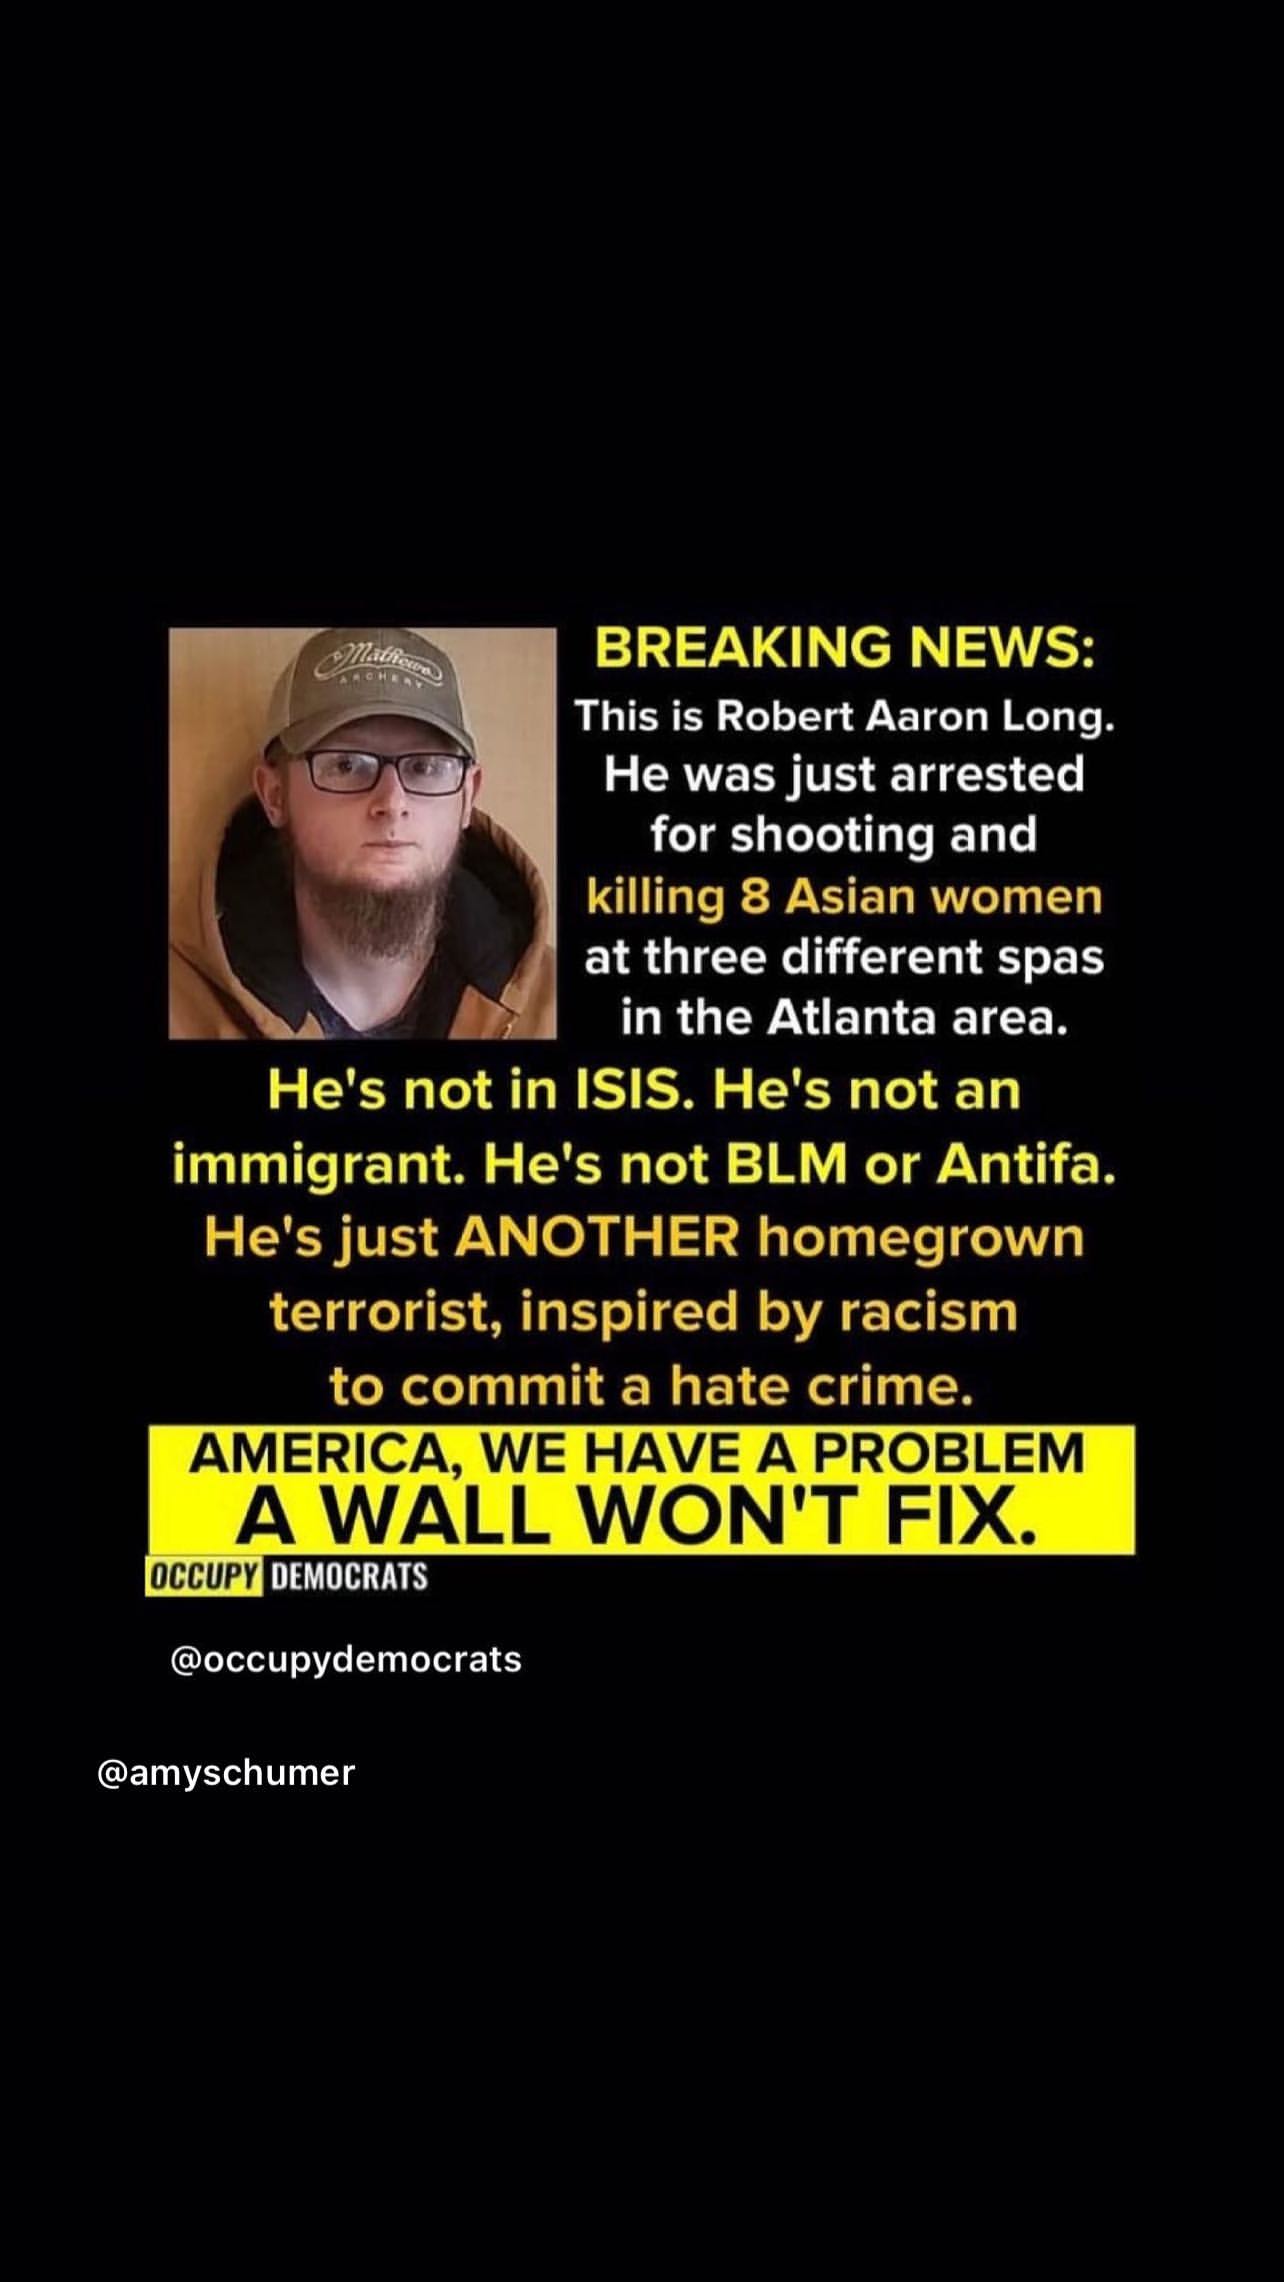 Mathews
ARCHERY
BREAKING NEWS:
This is Robert Aaron Long.
He was just arrested
for shooting and
killing 8 Asian women
at three different spas
in the Atlanta area.
He's not in ISIS. He's not an
immigrant. He's not BLM or Antifa.
He's just ANOTHER homegrown
terrorist, inspired by racism
to commit a hate crime.
AMERICA, WE HAVE A PROBLEM
A WALL WON'T FIX.
OCCUPY DEMOCRATS
@occupydemocrats
@amyschumer